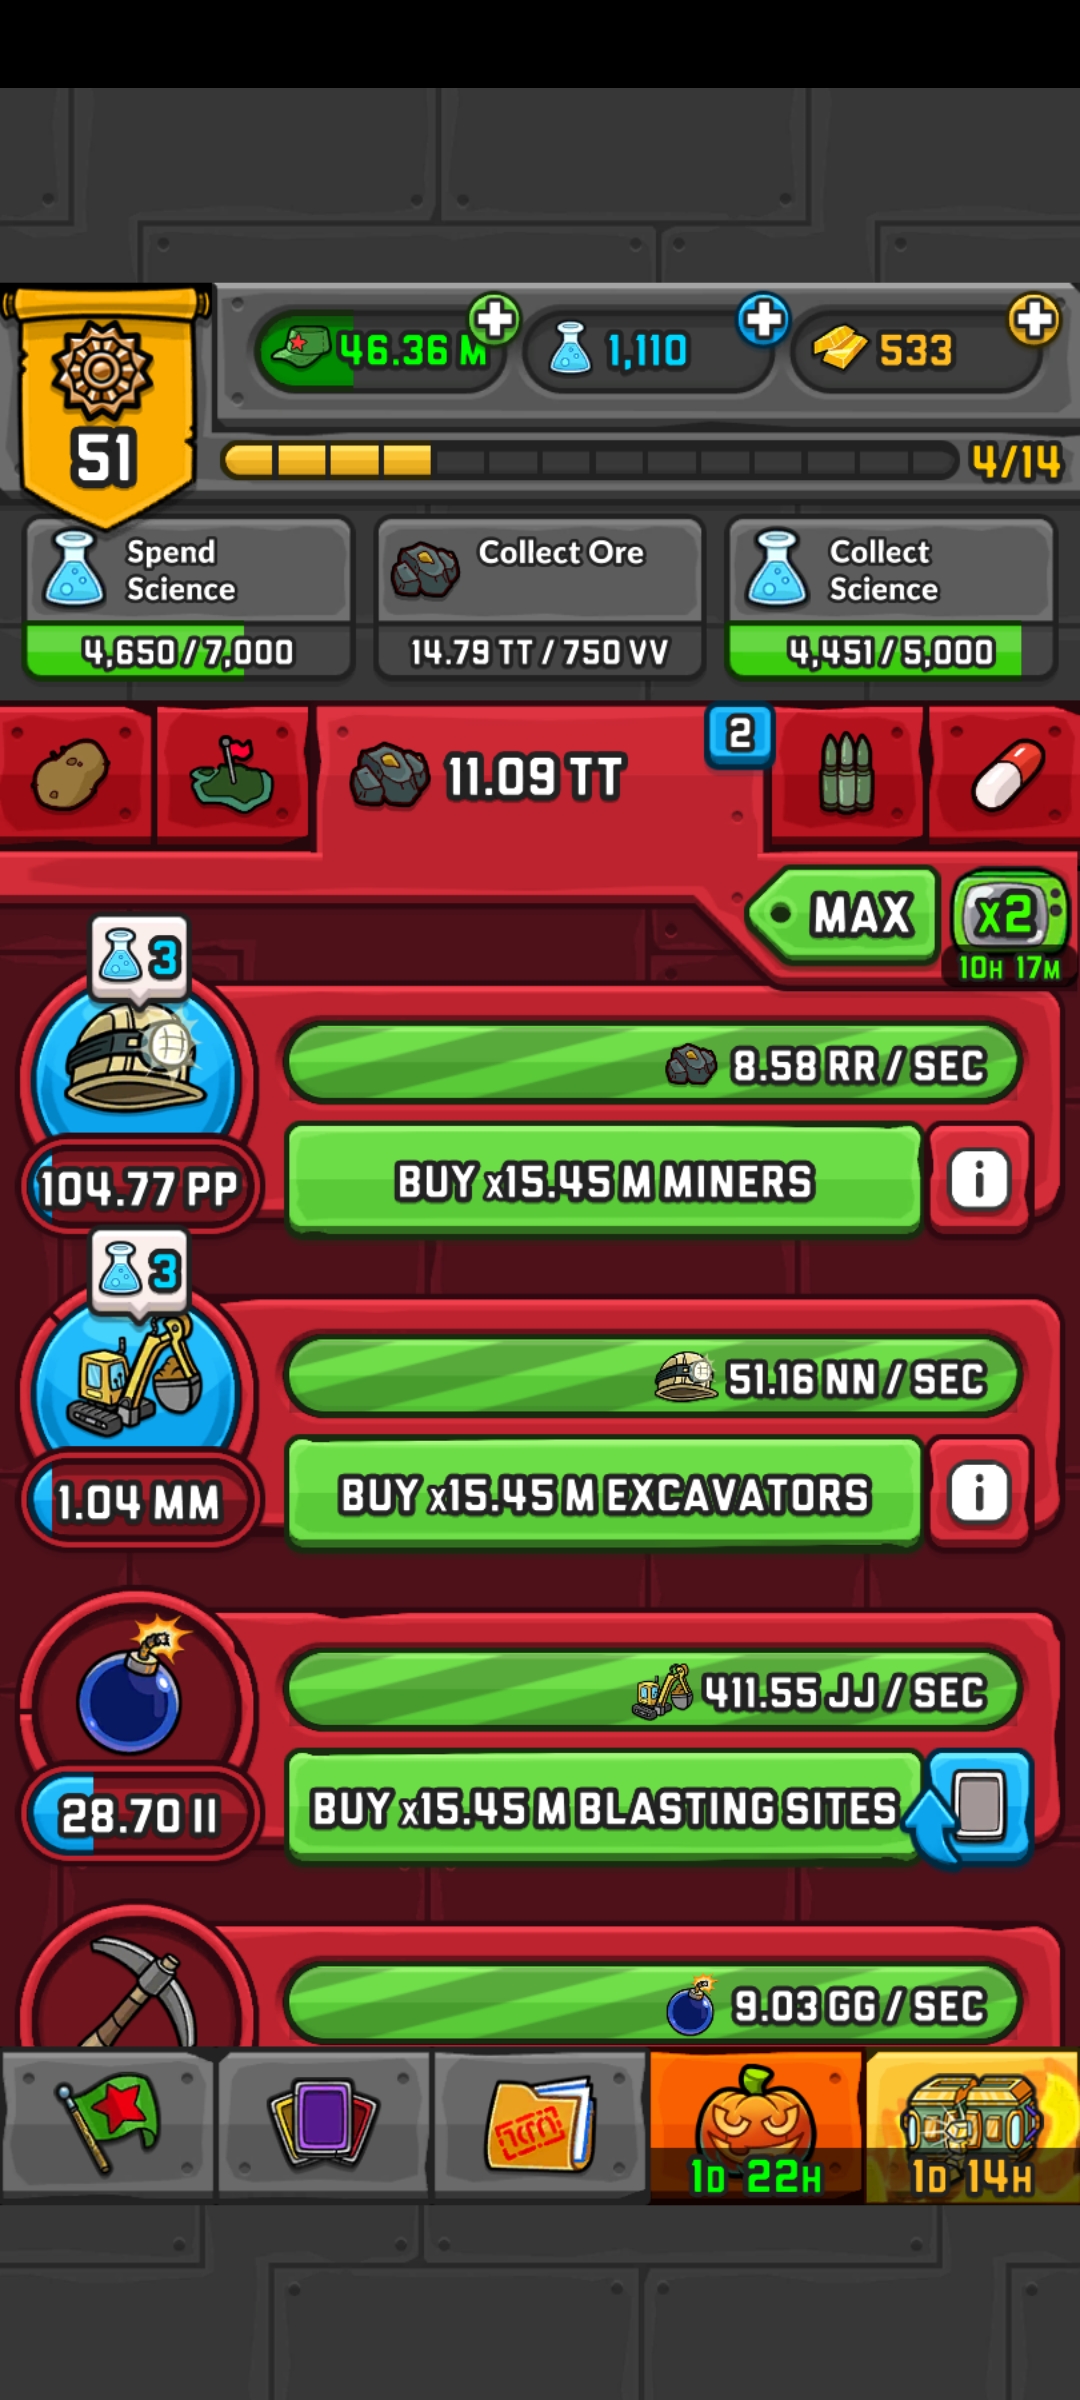 46.36 M
1,110
533
51
4/14
Spend
Science
4,650/7,000
Collect Ore
14.79 TT / 750 VV
Collect
Science
4,451/5,000
11.09 TT
2
MAX
x2
10H 17M
3
8.58 RR / SEC
104.77 PP
BUY x15.45 M MINERS
i
3
51.16 NN / SEC
1.04 MM
BUY x15.45 M EXCAVATORS
i
411.55 JJ / SEC
28.70 II
BUY x15.45 M BLASTING SITES
9.03 GG / SEC
1D 22H
1D 14H